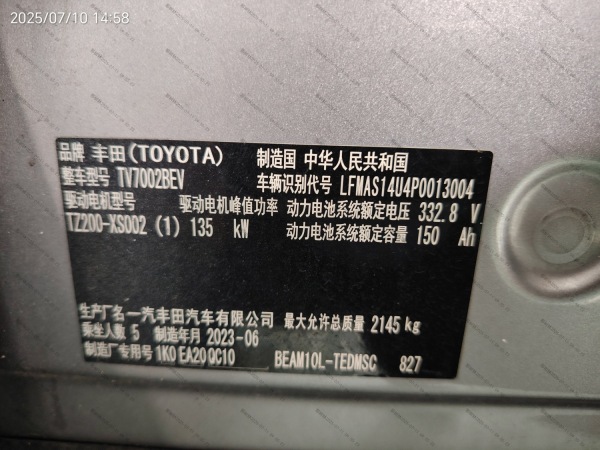 2025/07/10 14:58
品牌 丰田(TOYOTA) 制造国 中华人民共和国
整车型号 TV7002BEV 车辆识别代号 LFMAS14U4P0013004
驱动电机型号 驱动电机峰值功率 动力电池系统额定电压 332.8 V
TZ200-XS002 (1) 135 kW 动力电池系统额定容量 150 Ah
生产厂名 一汽丰田汽车有限公司 最大允许总质量 2145 kg
乘坐人数 5 制造年月 2023-06
制造厂专用号 1K0 EA20 QC10 BEAM10L-TEDMSC 827